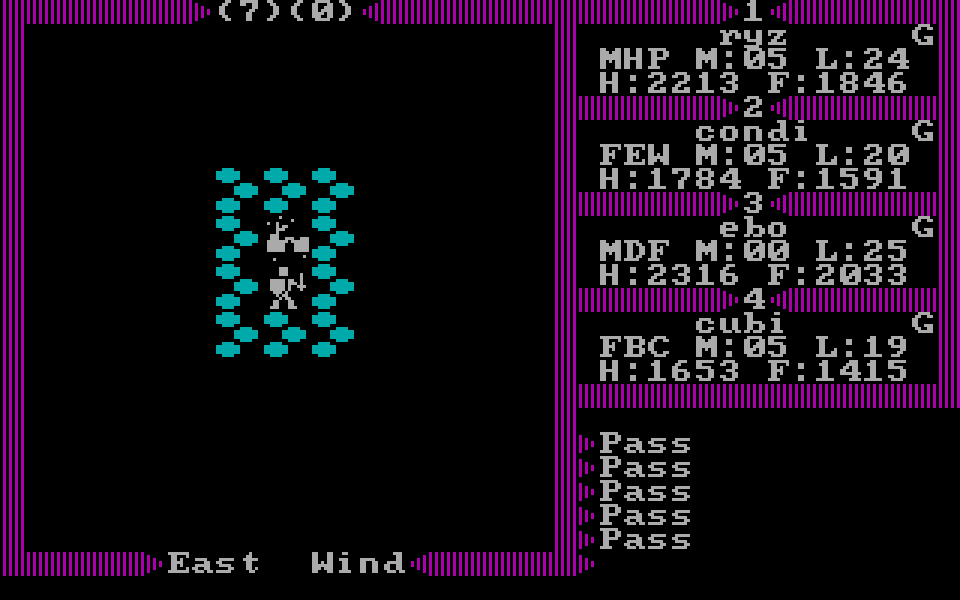 (7)(0)
East Wind
1
ryz G
MHP M:05 L:24
H:2213 F:1846
2
condi G
FEW M:05 L:20
H:1784 F:1591
3
ebo G
MDF M:00 L:25
H:2316 F:2033
4
cubi G
FBC M:05 L:19
H:1653 F:1415
Pass
Pass
Pass
Pass
Pass